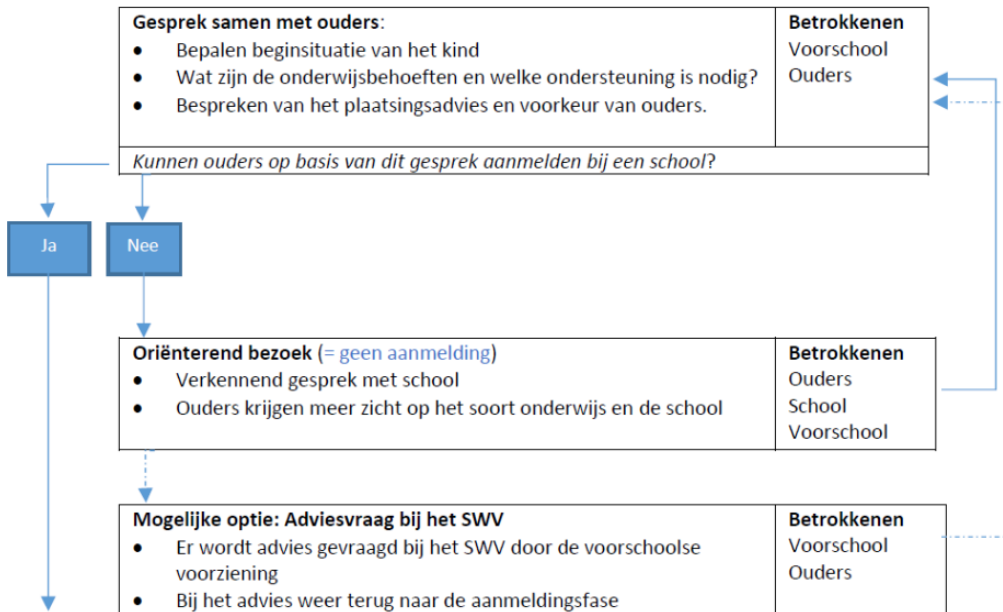 Gesprek samen met ouders:
• Bepalen beginsituatie van het kind
• Wat zijn de onderwijsbehoeften en welke ondersteuning is nodig?
• Bespreken van het plaatsingsadvies en voorkeur van ouders.
Betrokkenen
Voorschool
Ouders
Kunnen ouders op basis van dit gesprek aanmelden bij een school?
Ja
Nee
Oriënterend bezoek (= geen aanmelding)
• Verkennend gesprek met school
• Ouders krijgen meer zicht op het soort onderwijs en de school
Betrokkenen
Ouders
School
Voorschool
Mogelijke optie: Adviesvraag bij het SWV
• Er wordt advies gevraagd bij het SWV door de voorschoolse
voorziening
• Bij het advies weer terug naar de aanmeldingsfase
Betrokkenen
Voorschool
Ouders